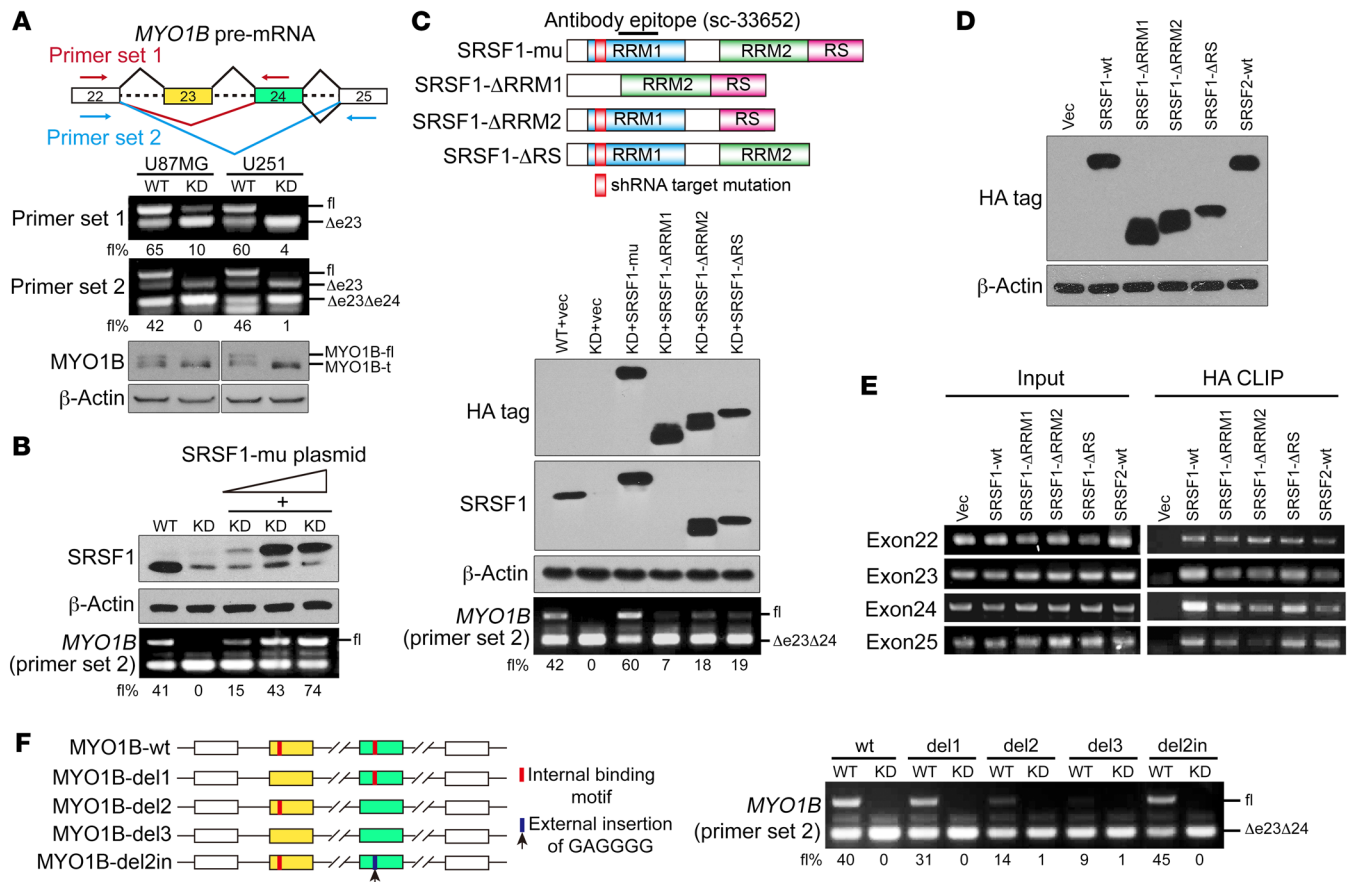 A
MYO1B pre-mRNA
Primer set 1
22 23 24 25
Primer set 2
U87MG U251
WT KD WT KD
Primer set 1
fl
Δe23
fl% 65 10 60 4
Primer set 2
fl
Δe23
Δe23Δe24
fl% 42 0 46 1
MYO1B
MYO1B-fl
MYO1B-t
β-Actin
B
SRSF1-mu plasmid
+
WT KD KD KD KD
SRSF1
β-Actin
MYO1B
(primer set 2)
fl
fl% 41 0 15 43 74
C
Antibody epitope (sc-33652)
SRSF1-mu RRM1 RRM2 RS
SRSF1-ΔRRM1 RRM2 RS
SRSF1-ΔRRM2 RRM1 RS
SRSF1-ΔRS RRM1 RRM2
shRNA target mutation
WT+vec
KD+vec
KD+SRSF1-mu
KD+SRSF1-ΔRRM1
KD+SRSF1-ΔRRM2
KD+SRSF1-ΔRS
HA tag
SRSF1
β-Actin
MYO1B
(primer set 2)
fl
Δe23Δ24
fl% 42 0 60 7 18 19
D
Vec
SRSF1-wt
SRSF1-ΔRRM1
SRSF1-ΔRRM2
SRSF1-ΔRS
SRSF2-wt
HA tag
β-Actin
E
Input HA CLIP
Vec
SRSF1-wt
SRSF1-ΔRRM1
SRSF1-ΔRRM2
SRSF1-ΔRS
SRSF2-wt
Vec
SRSF1-wt
SRSF1-ΔRRM1
SRSF1-ΔRRM2
SRSF1-ΔRS
SRSF2-wt
Exon22
Exon23
Exon24
Exon25
F
MYO1B-wt
MYO1B-del1
MYO1B-del2
MYO1B-del3
MYO1B-del2in
Internal binding
motif
External insertion
of GAGGGG
wt del1 del2 del3 del2in
WT KD WT KD WT KD WT KD WT KD
MYO1B
(primer set 2)
fl
Δe23Δ24
fl% 40 0 31 0 14 1 9 1 45 0